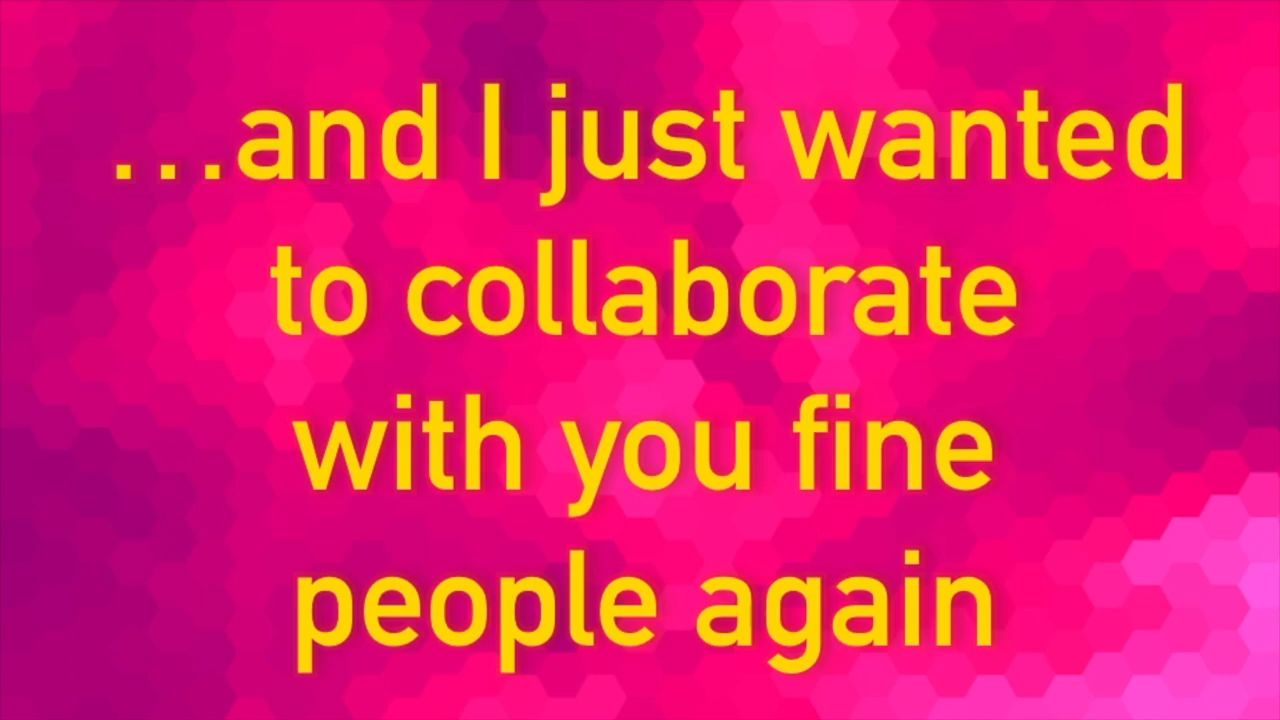 ...and I just wanted
to collaborate
with you fine
people again